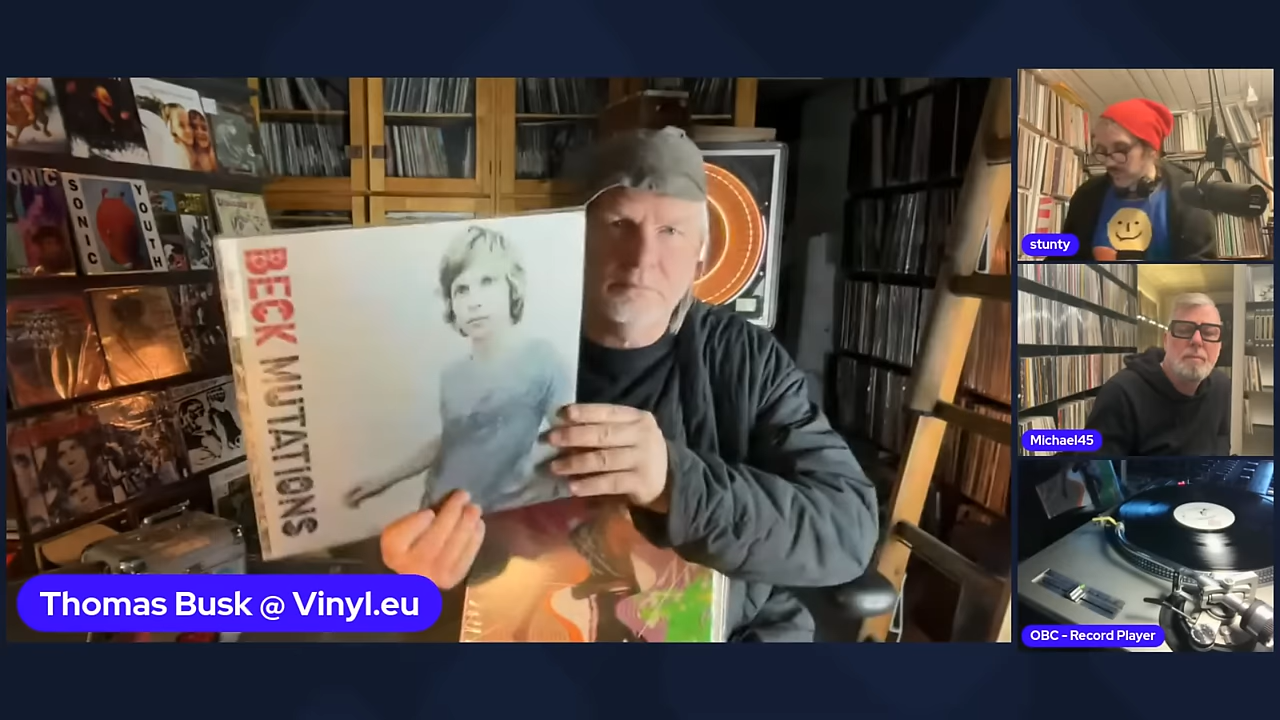 SONIC
YOUTH
BECK MUTATIONS
Thomas Busk @ Vinyl.eu
stunty
Michael45
OBC - Record Player